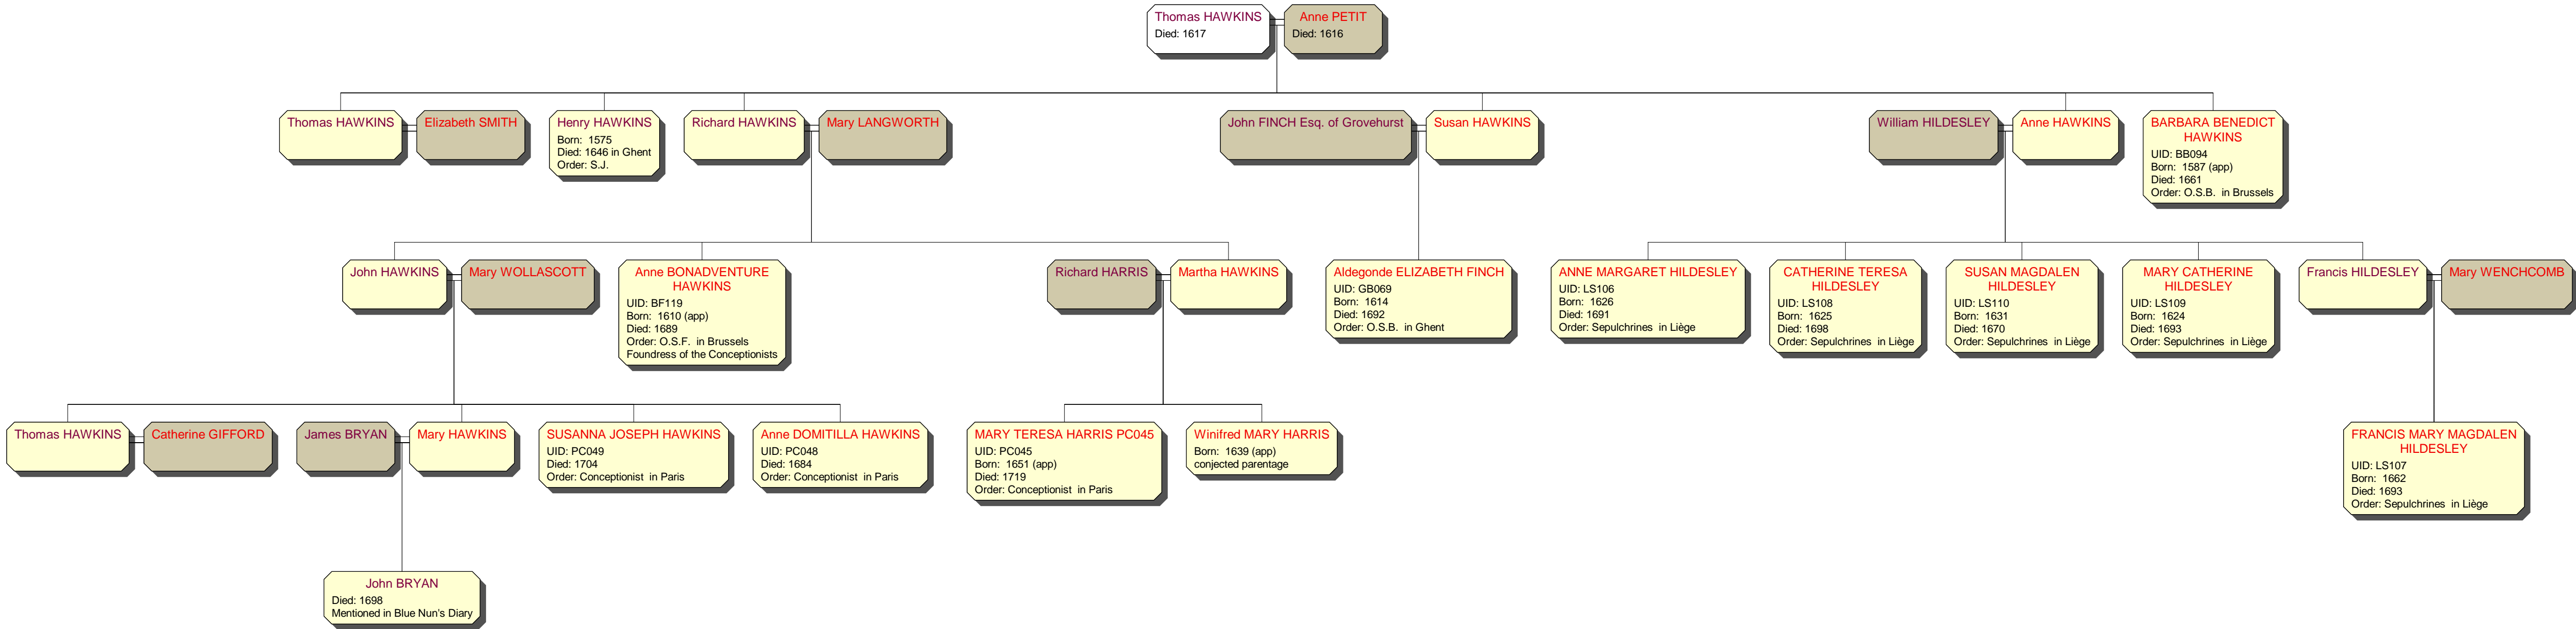 Thomas HAWKINS
Died: 1617
Anne PETIT
Died: 1616
Thomas HAWKINS
Elizabeth SMITH
Henry HAWKINS
Born: 1575
Died: 1646 in Ghent
Order: S.J.
Richard HAWKINS
Mary LANGWORTH
John FINCH Esq. of Grovehurst
Susan HAWKINS
William HILDESLEY
Anne HAWKINS
BARBARA BENEDICT
HAWKINS
UID: BB094
Born: 1587 (app)
Died: 1661
Order: O.S.B. in Brussels
John HAWKINS
Mary WOLLASCOTT
Anne BONADVENTURE
HAWKINS
UID: BF119
Born: 1610 (app)
Died: 1689
Order: O.S.F. in Brussels
Foundress of the Conceptionists
Richard HARRIS
Martha HAWKINS
Aldegonde ELIZABETH FINCH
UID: GB069
Born: 1614
Died: 1692
Order: O.S.B. in Ghent
ANNE MARGARET HILDESLEY
UID: LS106
Born: 1626
Died: 1691
Order: Sepulchrines in Liège
CATHERINE TERESA
HILDESLEY
UID: LS108
Born: 1625
Died: 1698
Order: Sepulchrines in Liège
SUSAN MAGDALEN
HILDESLEY
UID: LS110
Born: 1631
Died: 1670
Order: Sepulchrines in Liège
MARY CATHERINE
HILDESLEY
UID: LS109
Born: 1624
Died: 1693
Order: Sepulchrines in Liège
Francis HILDESLEY
Mary WENCHCOMB
Thomas HAWKINS
Catherine GIFFORD
James BRYAN
Mary HAWKINS
SUSANNA JOSEPH HAWKINS
UID: PC049
Died: 1704
Order: Conceptionist in Paris
Anne DOMITILLA HAWKINS
UID: PC048
Died: 1684
Order: Conceptionist in Paris
MARY TERESA HARRIS PC045
UID: PC045
Born: 1651 (app)
Died: 1719
Order: Conceptionist in Paris
Winifred MARY HARRIS
Born: 1639 (app)
conjected parentage
FRANCIS MARY MAGDALEN
HILDESLEY
UID: LS107
Born: 1662
Died: 1693
Order: Sepulchrines in Liège
John BRYAN
Died: 1698
Mentioned in Blue Nun's Diary